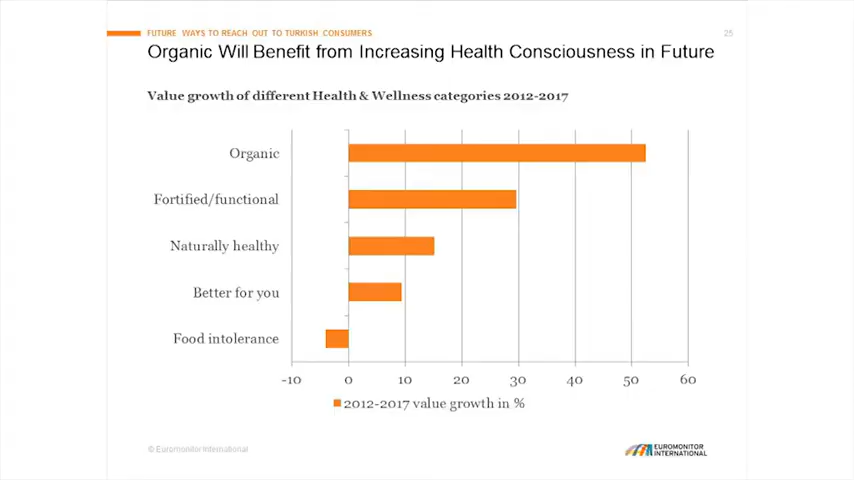 FUTURE WAYS TO REACH OUT TO TURKISH CONSUMERS
25
Organic Will Benefit from Increasing Health Consciousness in Future
Value growth of different Health & Wellness categories 2012-2017
Organic
Fortified/functional
Naturally healthy
Better for you
Food intolerance
-10 0 10 20 30 40 50 60
2012-2017 value growth in %
© Euromonitor International
EUROMONITOR
INTERNATIONAL